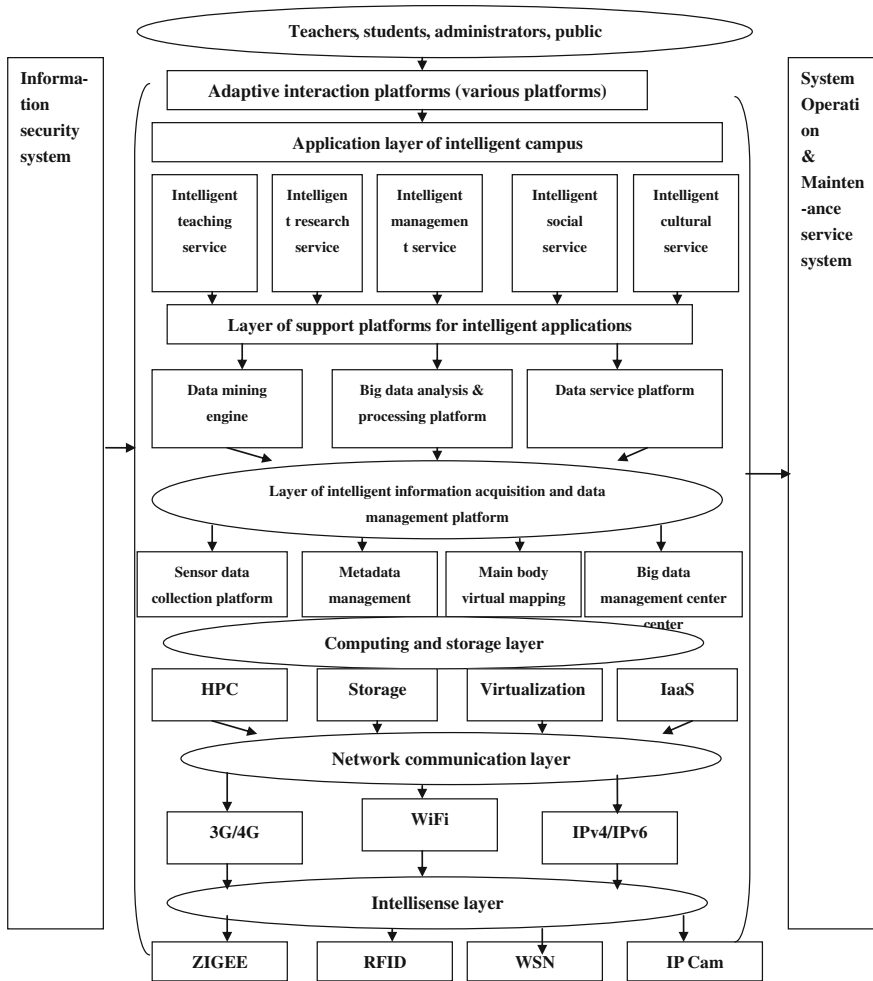 Teachers, students, administrators, public
Informa-
tion
security
system
System
Operati
on
&
Mainten
-ance
service
system
Adaptive interaction platforms (various platforms)
Application layer of intelligent campus
Intelligent
teaching
service
Intelligen
t research
service
Intelligent
managemen
t service
Intelligent
social
service
Intelligent
cultural
service
Layer of support platforms for intelligent applications
Data mining
engine
Big data analysis &
processing platform
Data service platform
Layer of intelligent information acquisition and data
management platform
Sensor data
collection platform
Metadata
management
Main body
virtual mapping
Big data
management center
center
Computing and storage layer
HPC
Storage
Virtualization
IaaS
Network communication layer
3G/4G
WiFi
IPv4/IPv6
Intellisense layer
ZIGEE
RFID
WSN
IP Cam